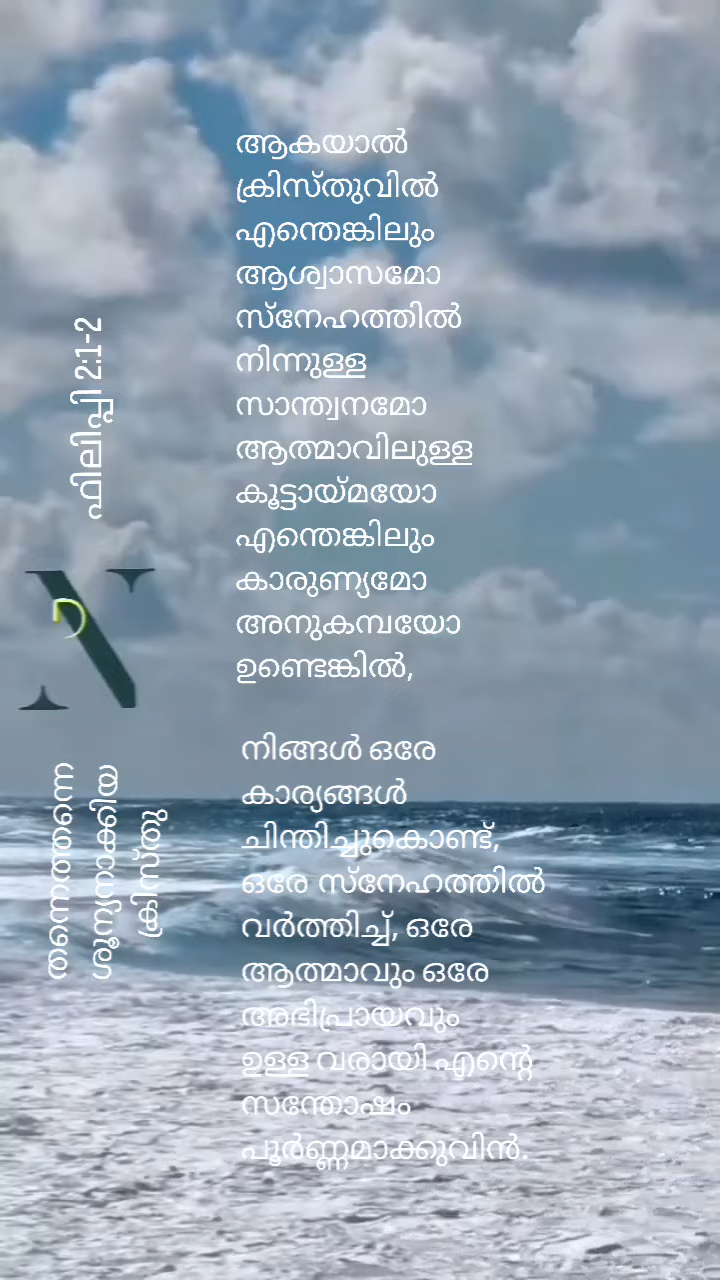 ആകയാൽ
ക്രിസ്തുവിൽ
എന്തെങ്കിലും
ആശ്വാസമോ
സ്നേഹത്തിൽ
നിന്നുള്ള
സാന്ത്വനമോ
ആത്മാവിലുള്ള
കൂട്ടായ്മയോ
എന്തെങ്കിലും
കാരുണ്യമോ
അനുകമ്പയോ
ഉണ്ടെങ്കിൽ,
നിങ്ങൾ ഒരേ
കാര്യങ്ങൾ
ചിന്തിച്ചുകൊണ്ട്,
ഒരേ സ്നേഹത്തിൽ
വർത്തിച്ച്, ഒരേ
ആത്മാവും ഒരേ
അഭിപ്രായവും
ഉള്ള വരായി എന്റെ
സന്തോഷം
പൂർണ്ണമാക്കുവിൻ.
ഫിലിപ്പി 2:1-2
N
തന്നെത്തന്നെ
ശൂന്യനാക്കിയ
ക്രിസ്തു